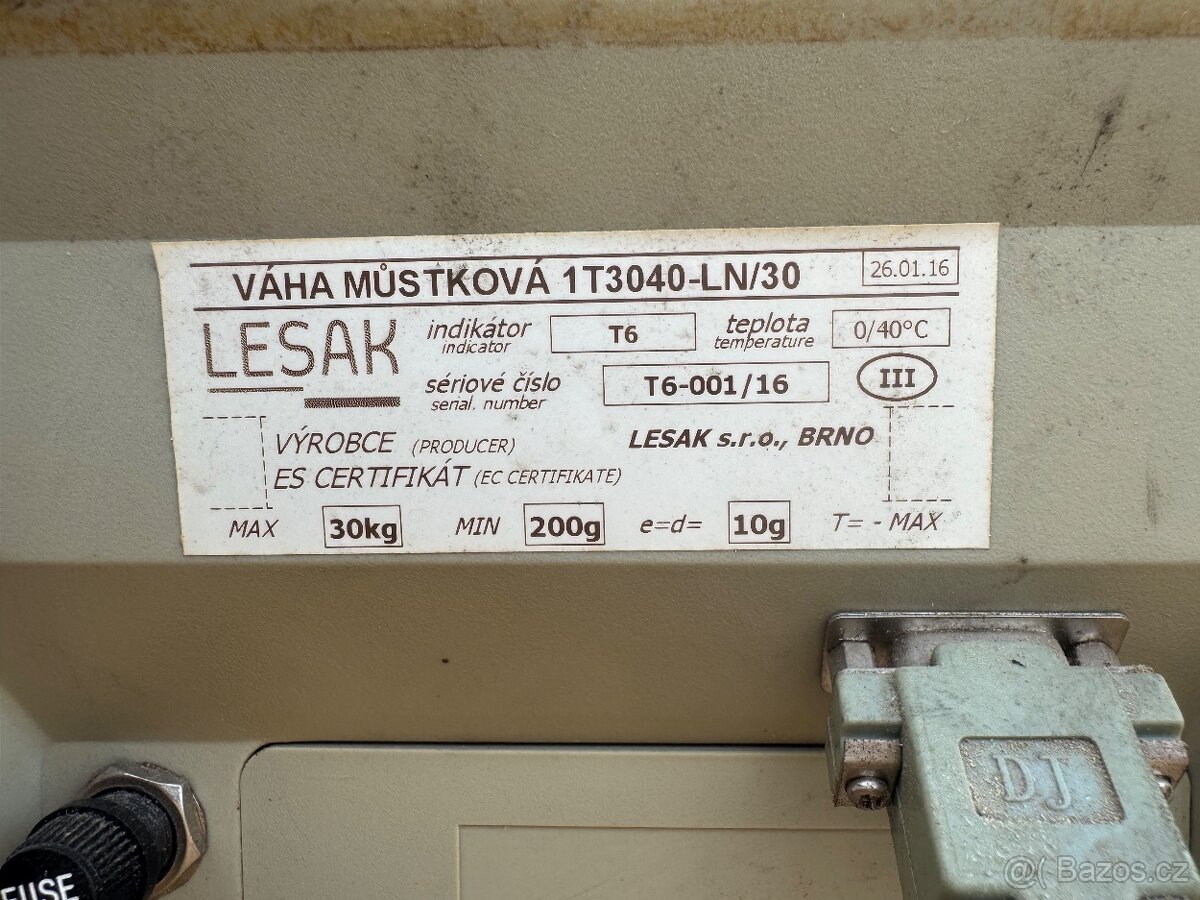 VÁHA MŮSTKOVÁ 1T3040-LN/30
26.01.16
LESAK
indikátor
indicator
T6
teplota
temperature
0/40°C
sériové číslo
serial. number
T6-001/16
III
VÝROBCE (PRODUCER)
LESAK s.r.o., BRNO
ES CERTIFIKÁT (EC CERTIFIKATE)
MAX 30kg MIN 200g e=d= 10g T= - MAX
DJ
FUSE
@( Bazos.cz